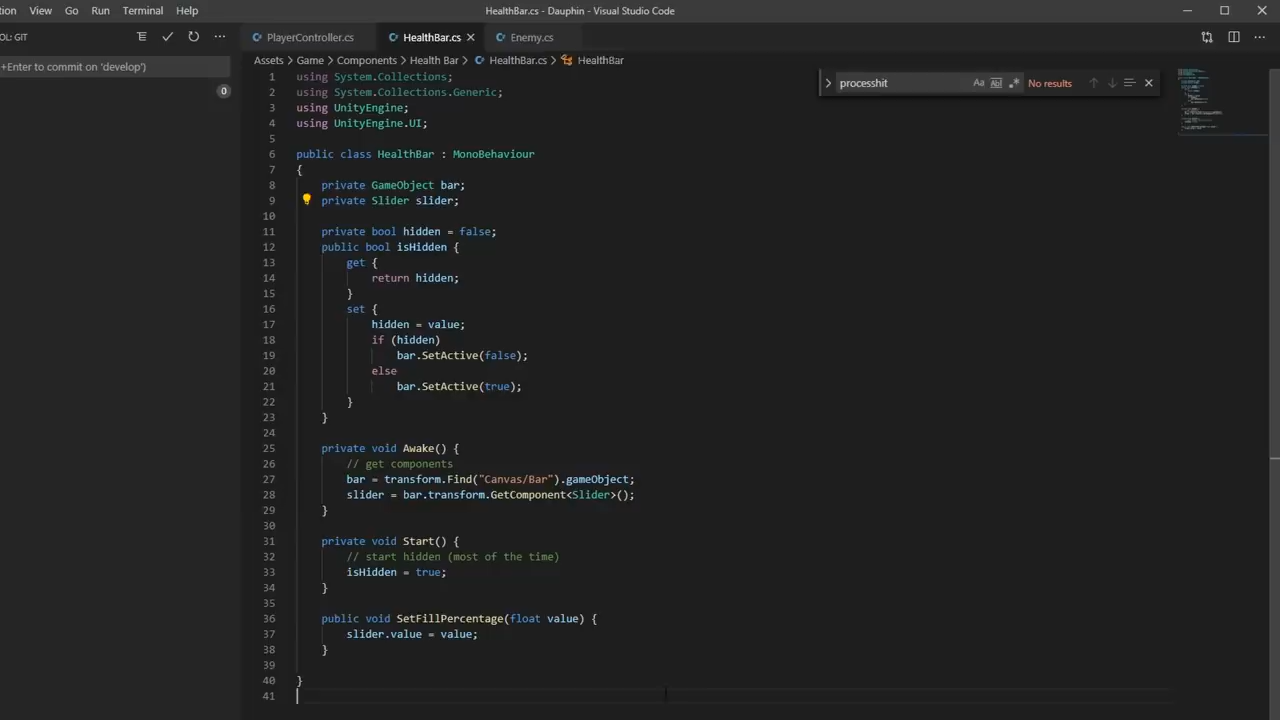 tion View Go Run Terminal Help HealthBar.cs - Dauphin - Visual Studio Code
OL: GIT PlayerController.cs HealthBar.cs Enemy.cs
+Enter to commit on 'develop') Assets > Game > Components > Health Bar > HealthBar.cs > HealthBar
processhit Aa Abl .* No results
0
1 using System.Collections;
2 using System.Collections.Generic;
3 using UnityEngine;
4 using UnityEngine.UI;
5
6 public class HealthBar : MonoBehaviour
7 {
8 private GameObject bar;
9 private Slider slider;
10
11 private bool hidden = false;
12 public bool isHidden {
13 get {
14 return hidden;
15 }
16 set {
17 hidden = value;
18 if (hidden)
19 bar.SetActive(false);
20 else
21 bar.SetActive(true);
22 }
23 }
24
25 private void Awake() {
26 // get components
27 bar = transform.Find("Canvas/Bar").gameObject;
28 slider = bar.transform.GetComponent<Slider>();
29 }
30
31 private void Start() {
32 // start hidden (most of the time)
33 isHidden = true;
34 }
35
36 public void SetFillPercentage(float value) {
37 slider.value = value;
38 }
39
40 }
41